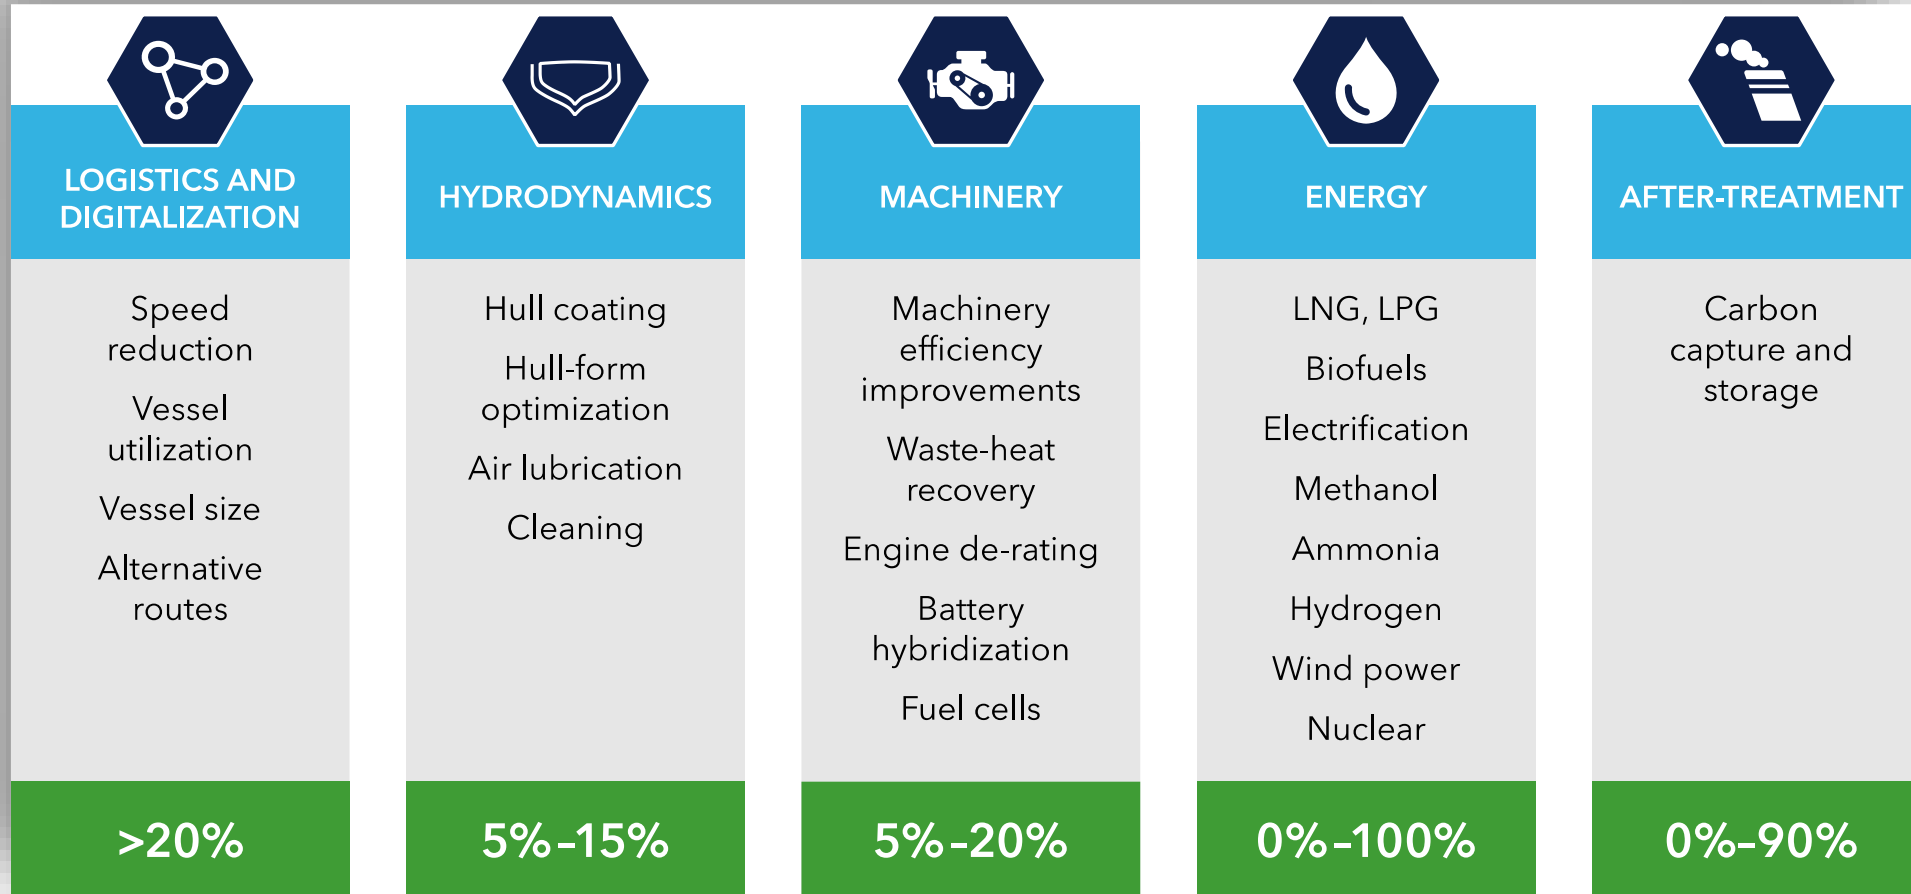 LOGISTICS AND
DIGITALIZATION
Speed
reduction
Vessel
utilization
Vessel size
Alternative
routes
>20%
HYDRODYNAMICS
Hull coating
Hull-form
optimization
Air lubrication
Cleaning
5%–15%
MACHINERY
Machinery
efficiency
improvements
Waste-heat
recovery
Engine de-rating
Battery
hybridization
Fuel cells
5%–20%
ENERGY
LNG, LPG
Biofuels
Electrification
Methanol
Ammonia
Hydrogen
Wind power
Nuclear
0%–100%
AFTER-TREATMENT
Carbon
capture and
storage
0%–90%